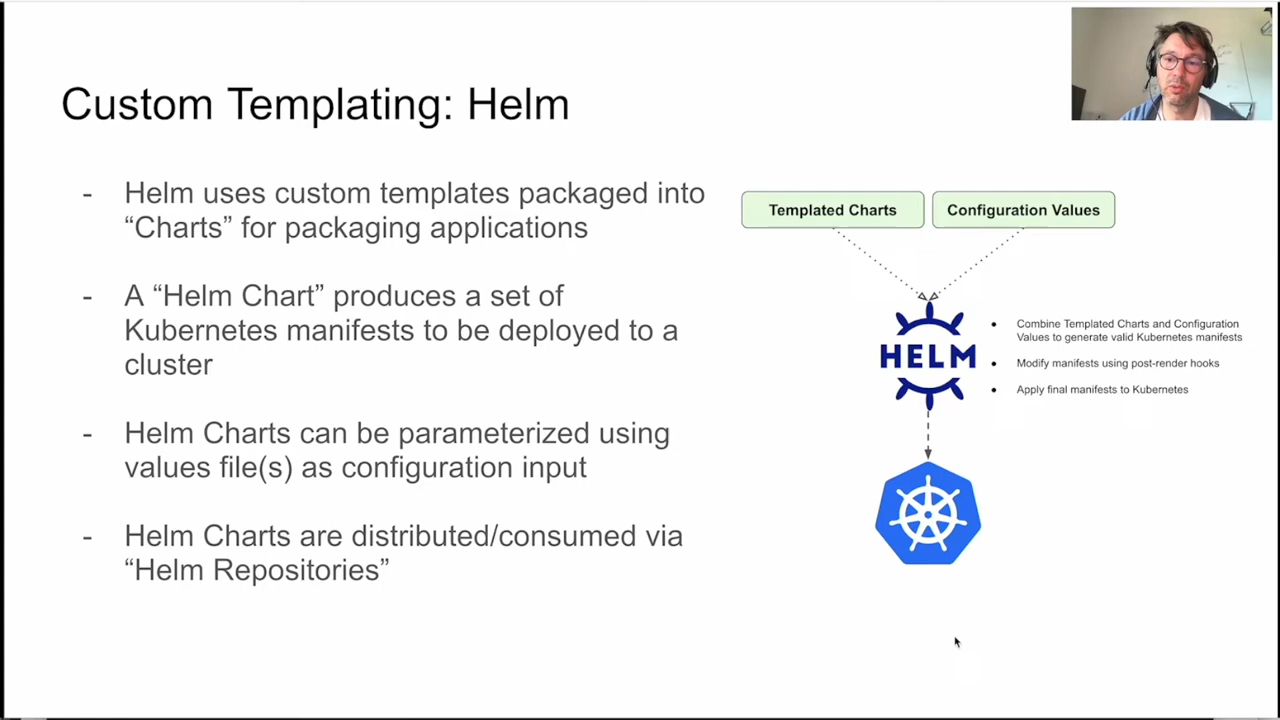 Custom Templating: Helm
- Helm uses custom templates packaged into
“Charts” for packaging applications
- A “Helm Chart” produces a set of
Kubernetes manifests to be deployed to a
cluster
- Helm Charts can be parameterized using
values file(s) as configuration input
- Helm Charts are distributed/consumed via
“Helm Repositories”
Templated Charts
Configuration Values
HELM
● Combine Templated Charts and Configuration
Values to generate valid Kubernetes manifests
● Modify manifests using post-render hooks
● Apply final manifests to Kubernetes